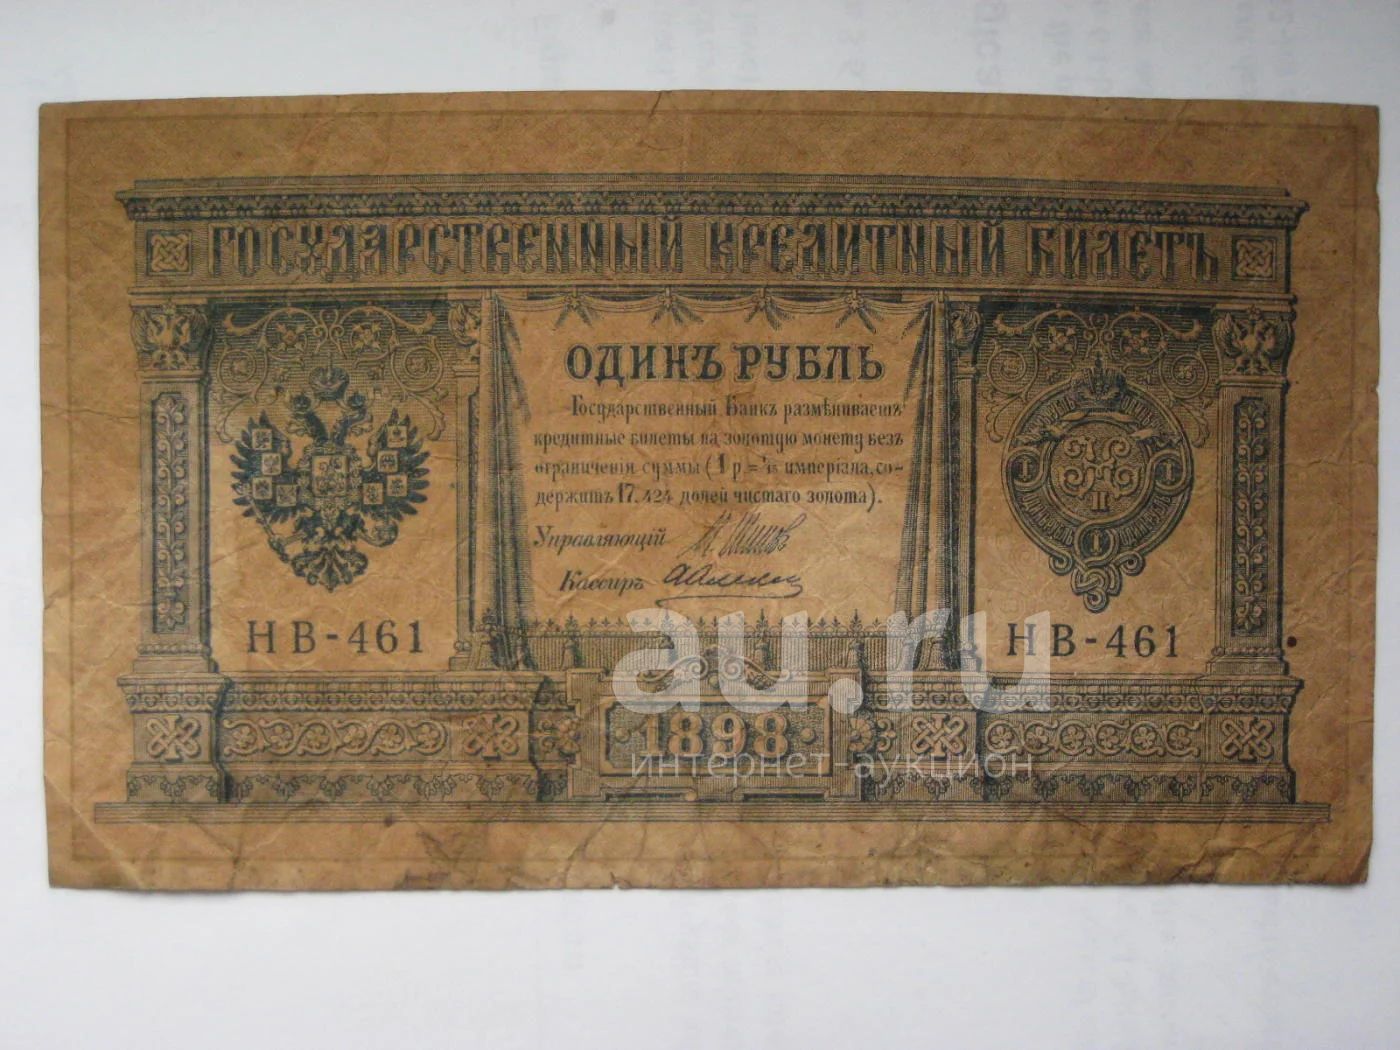 ГОСУДАРСТВЕННЫЙ КРЕДИТНЫЙ БИЛЕТЪ
ОДИНЪ РУБЛЬ
Государственный Банкъ размѣниваетъ
кредитные билеты на золотую монету безъ
ограниченія суммы (1 р. = 1/15 имперіала, со-
держитъ 17,424 долей чистаго золота).
Управляющій
Кассиръ
НВ-461
НВ-461
1898
au.ru
интернет-аукцион